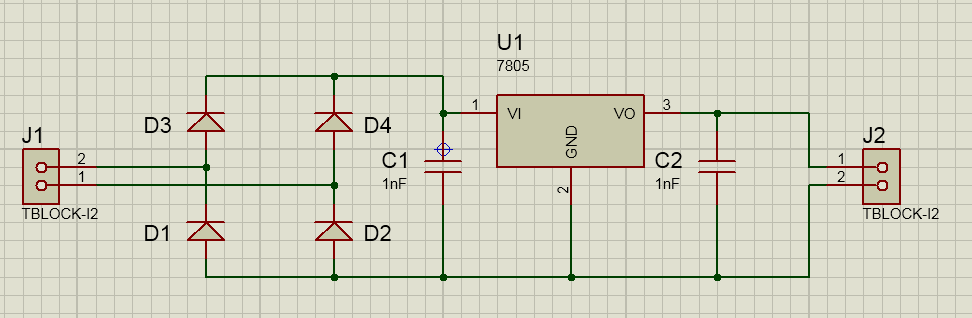 U1
7805
D3
D4
J1
2
1
TBLOCK-I2
D1
D2
C1
1nF
1
VI
VO
3
GND
2
C2
1nF
J2
1
2
TBLOCK-I2